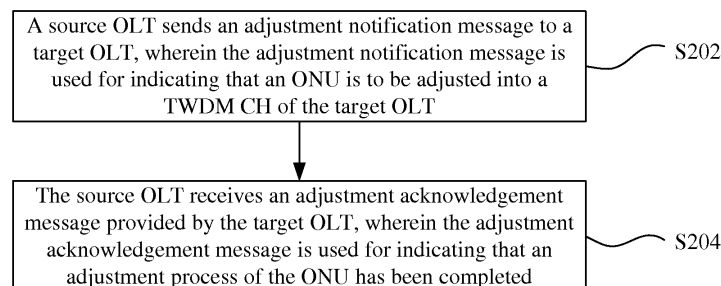 A source OLT sends an adjustment notification message to a
target OLT, wherein the adjustment notification message is
used for indicating that an ONU is to be adjusted into a
TWDM CH of the target OLT
S202
The source OLT receives an adjustment acknowledgement
message provided by the target OLT, wherein the adjustment
acknowledgement message is used for indicating that an
adjustment process of the ONU has been completed
S204